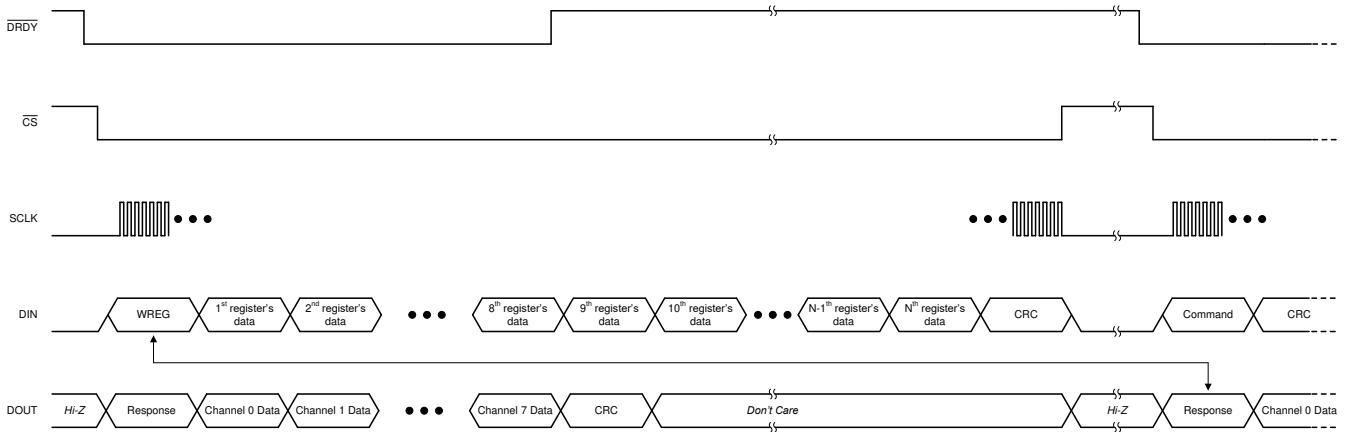 DRDY
CS
SCLK
DIN
WREG
1st register's
data
2nd register's
data
8th register's
data
9th register's
data
10th register's
data
N-1th register's
data
Nth register's
data
CRC
Command
CRC
DOUT
Hi-Z
Response
Channel 0 Data
Channel 1 Data
Channel 7 Data
CRC
Don't Care
Hi-Z
Response
Channel 0 Data